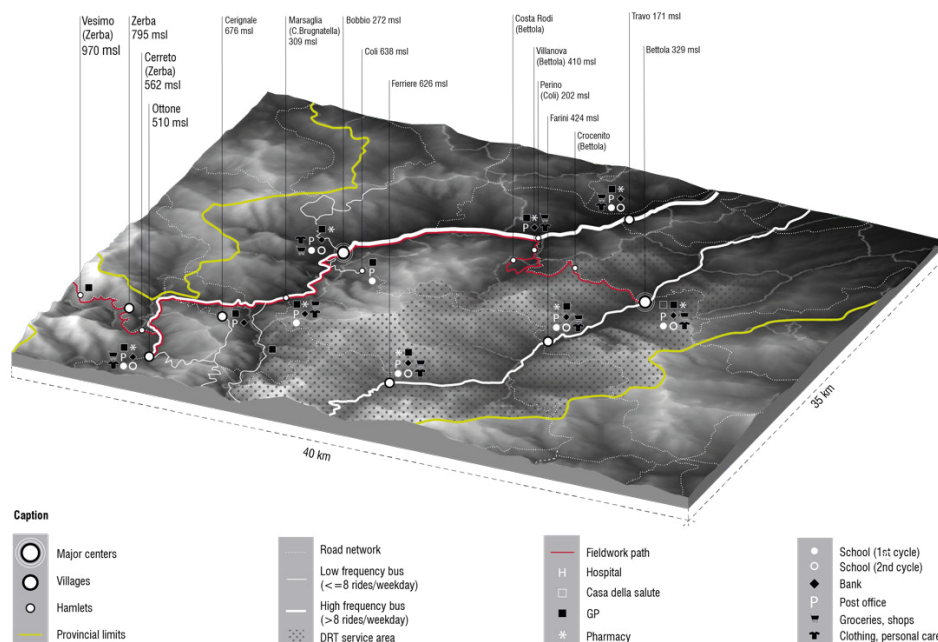 Vesimo
(Zerba)
970 msl
Zerba
795 msl
Cerreto
(Zerba)
562 msl
Ottone
510 msl
Cerignale
676 msl
Marsaglia
(C.Brugnatella)
309 msl
Bobbio 272 msl
Coli 638 msl
Ferriere 626 msl
Costa Rodi
(Bettola)
Villanova
(Bettola) 410 msl
Perino
(Coli) 202 msl
Farini 424 msl
Crocenito
(Bettola)
Travo 171 msl
Bettola 329 msl
40 km
35 km
Caption
Major centers
Villages
Hamlets
Provincial limits
Road network
Low frequency bus
(<=8 rides/weekday)
High frequency bus
(>8 rides/weekday)
DRT service area
Fieldwork path
H Hospital
Casa della salute
GP
Pharmacy
School (1st cycle)
School (2nd cycle)
Bank
P Post office
Groceries, shops
Clothing, personal care